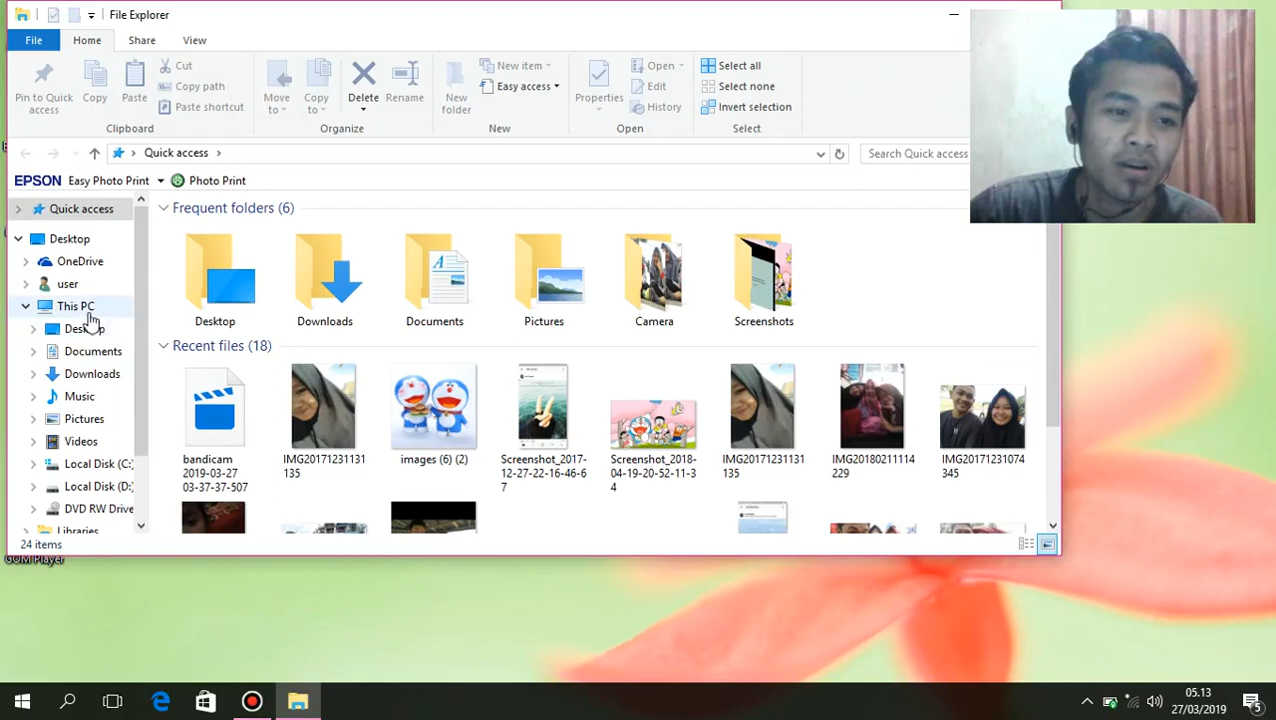 File Explorer
File
Home
Share
View
Pin to Quick access
Copy
Paste
Cut
Copy path
Paste shortcut
Clipboard
Move to
Copy to
Delete
Rename
Organize
New folder
New item
Easy access
New
Properties
Open
Edit
History
Open
Select all
Select none
Invert selection
Select
Quick access
Search Quick access
EPSON Easy Photo Print
Photo Print
Quick access
Desktop
OneDrive
user
This PC
Desktop
Documents
Downloads
Music
Pictures
Videos
Local Disk (C:)
Local Disk (D:)
DVD RW Drive
Libraries
Frequent folders (6)
Desktop
Downloads
Documents
Pictures
Camera
Screenshots
Recent files (18)
bandicam
2019-03-27
03-37-37-507
IMG20171231131
135
images (6) (2)
Screenshot_2017-
12-27-22-16-46-6
7
Screenshot_2018-
04-19-20-52-11-3
4
IMG20171231131
135
IMG20180211114
229
IMG20171231074
345
24 items
GOM Player
05.13
27/03/2019
5